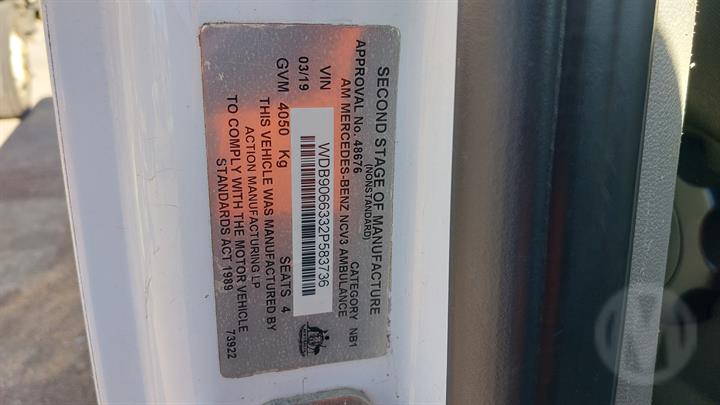 SECOND STAGE OF MANUFACTURE
(NONSTANDARD)
APPROVAL No. 48676 CATEGORY NB1
AM MERCEDES-BENZ NCV3 AMBULANCE
03/19
VIN WDB9066332P583736
GVM 4050 Kg SEATS 4
THIS VEHICLE WAS MANUFACTURED BY
ACTION MANUFACTURING LP
TO COMPLY WITH THE MOTOR VEHICLE
STANDARDS ACT 1989 73922